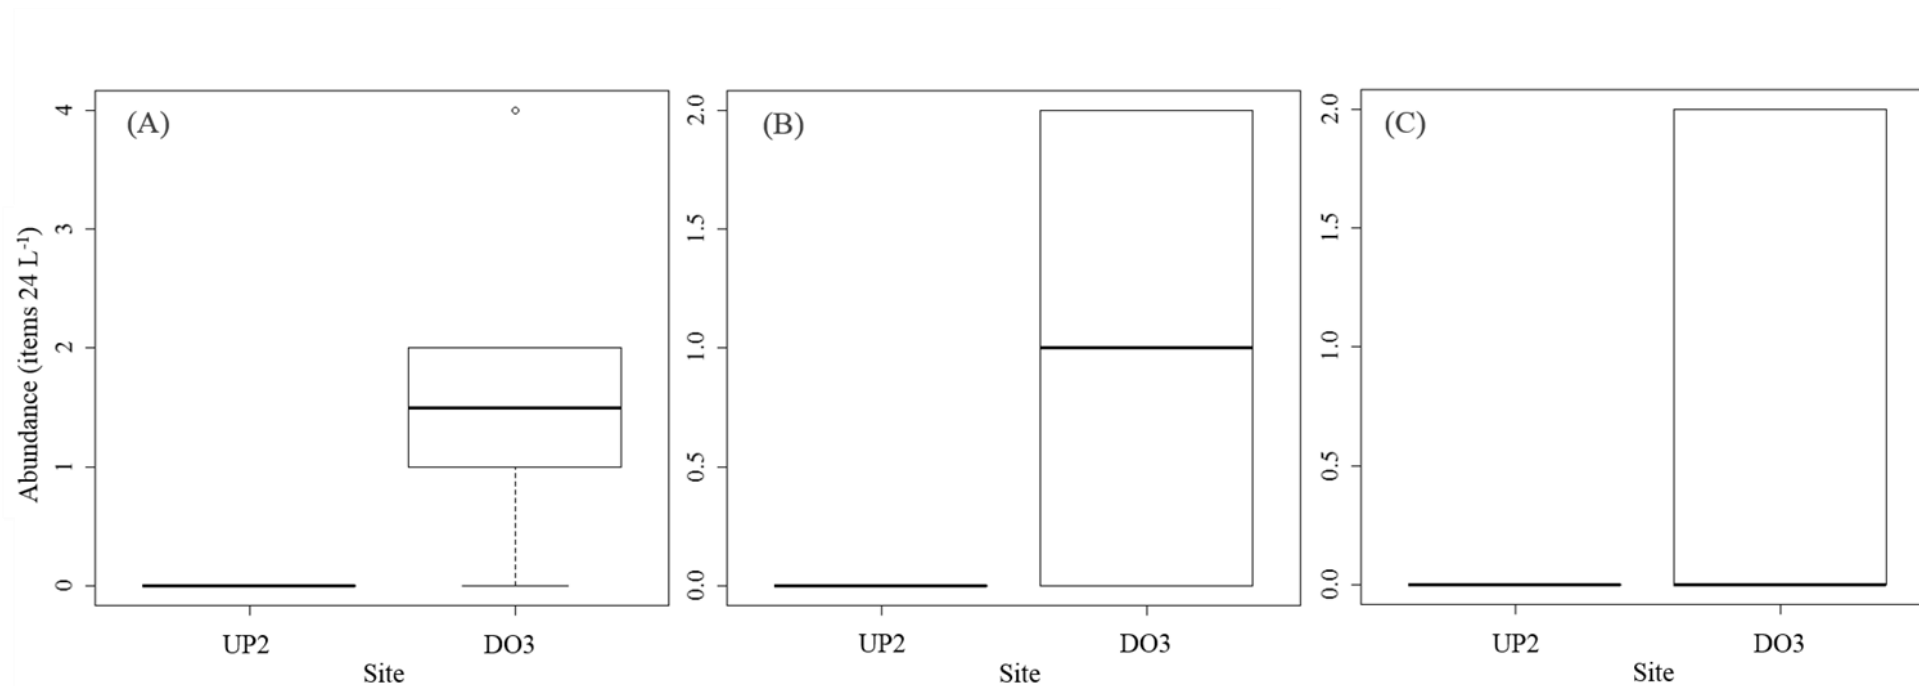 Abundance (items 24 L⁻¹)
(A)
4
3
2
1
0
UP2
DO3
Site
(B)
2.0
1.5
1.0
0.5
0.0
UP2
DO3
Site
(C)
2.0
1.5
1.0
0.5
0.0
UP2
DO3
Site